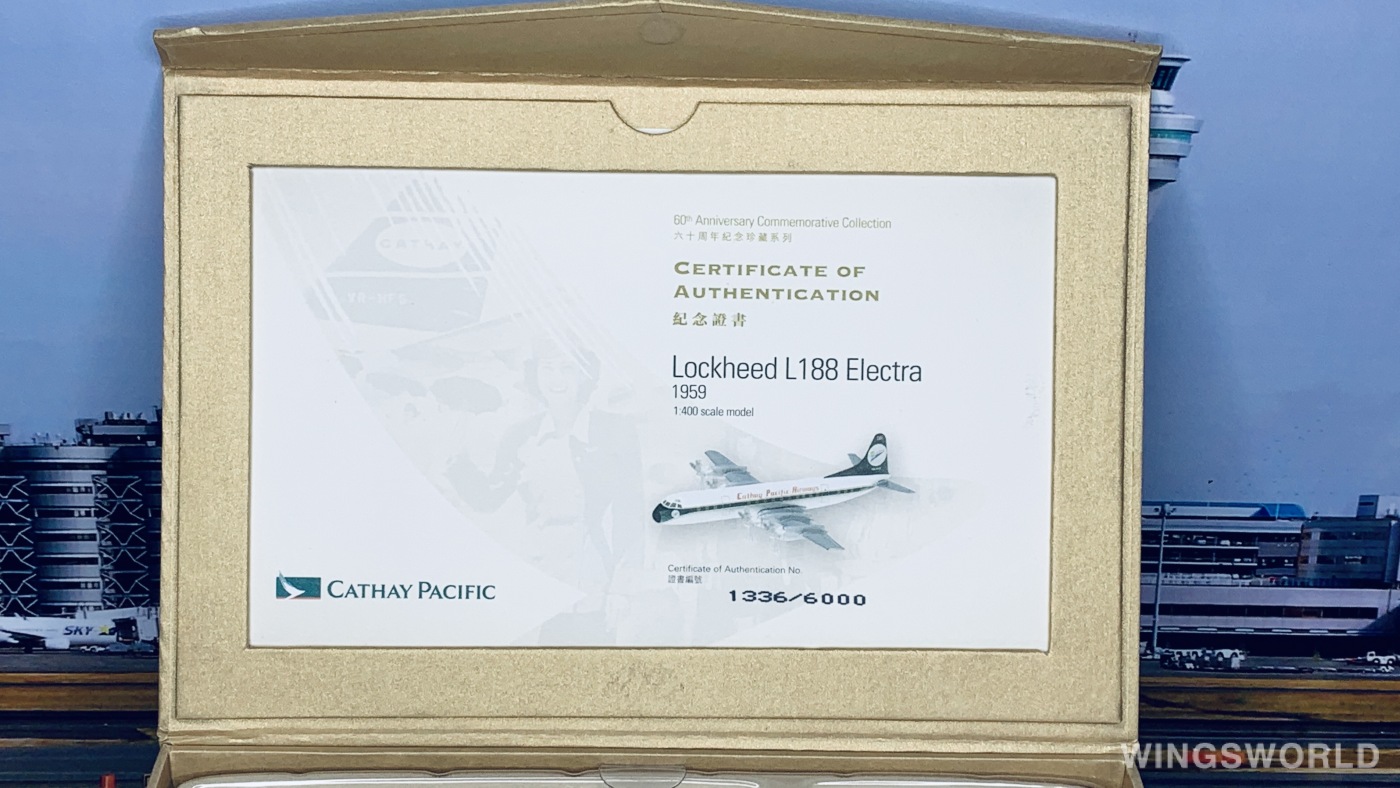 60th Anniversary Commemorative Collection
六十周年紀念珍藏系列
CERTIFICATE OF
AUTHENTICATION
紀念證書
Lockheed L188 Electra
1959
1:400 scale model
Cathay Pacific Airways
CATHAY
Certificate of Authentication No.
證書編號
1336/6000
CATHAY PACIFIC
SKY
WINGSWORLD